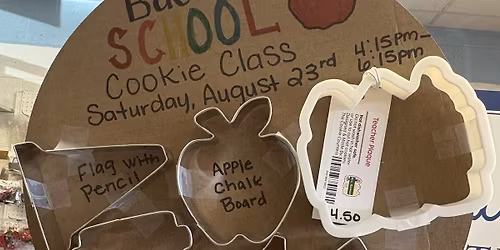 SCHOOL
Cookie Class
Saturday, August 23rd
4:15pm-
6:15pm
Flag with
Pencil
Apple
Chalk
Board
Teacher Plaque
4.50